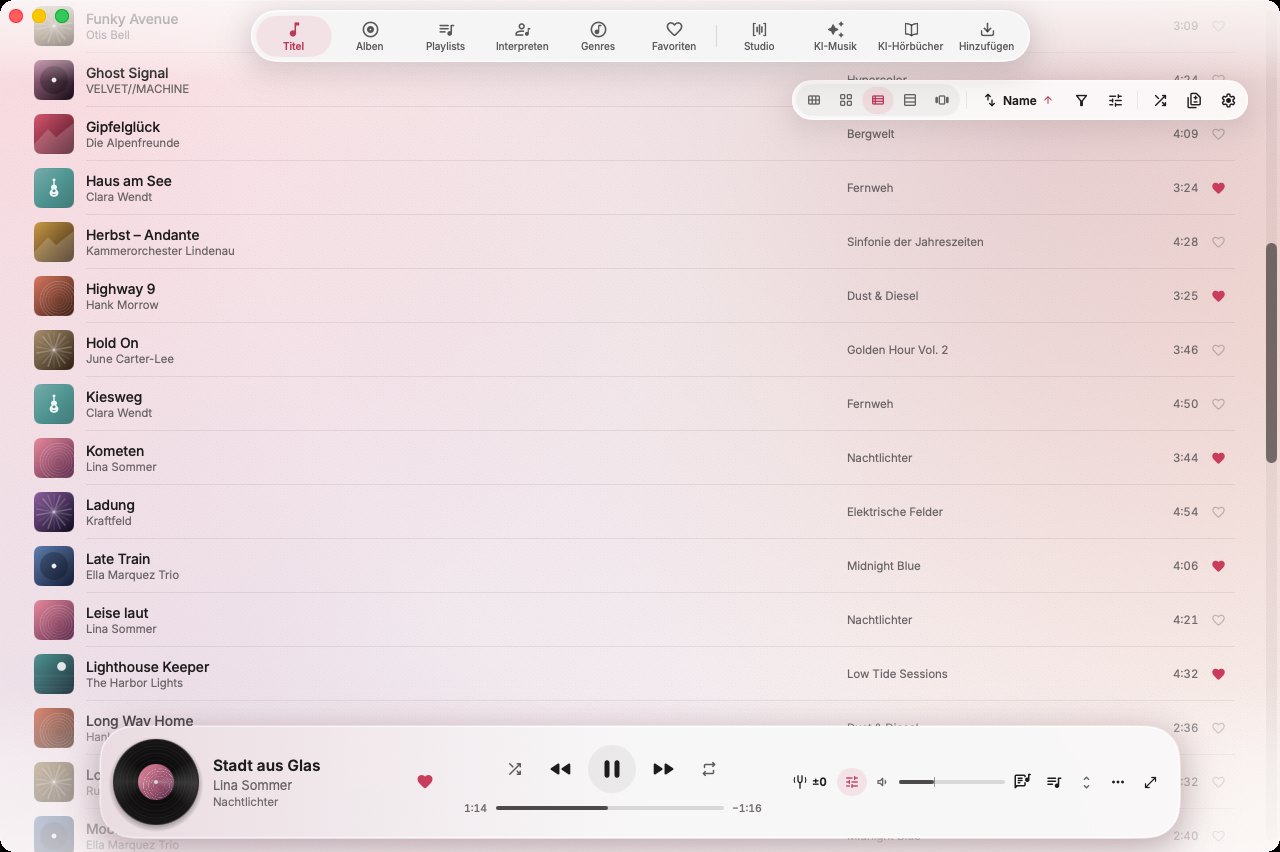 Funky Avenue
Otis Bell
3:09
Titel
Alben
Playlists
Interpreten
Genres
Favoriten
Studio
KI-Musik
KI-Hörbücher
Hinzufügen
Ghost Signal
VELVET//MACHINE
Hypercolor
4:24
Name
Gipfelglück
Die Alpenfreunde
Bergwelt
4:09
Haus am See
Clara Wendt
Fernweh
3:24
Herbst – Andante
Kammerorchester Lindenau
Sinfonie der Jahreszeiten
4:28
Highway 9
Hank Morrow
Dust & Diesel
3:25
Hold On
June Carter-Lee
Golden Hour Vol. 2
3:46
Kiesweg
Clara Wendt
Fernweh
4:50
Kometen
Lina Sommer
Nachtlichter
3:44
Ladung
Kraftfeld
Elektrische Felder
4:54
Late Train
Ella Marquez Trio
Midnight Blue
4:06
Leise laut
Lina Sommer
Nachtlichter
4:21
Lighthouse Keeper
The Harbor Lights
Low Tide Sessions
4:32
Long Way Home
Dust & Diesel
2:36
Stadt aus Glas
Lina Sommer
Nachtlichter
1:14
−1:16
±0
:32
Ella Marquez Trio
Midnight Blue
2:40